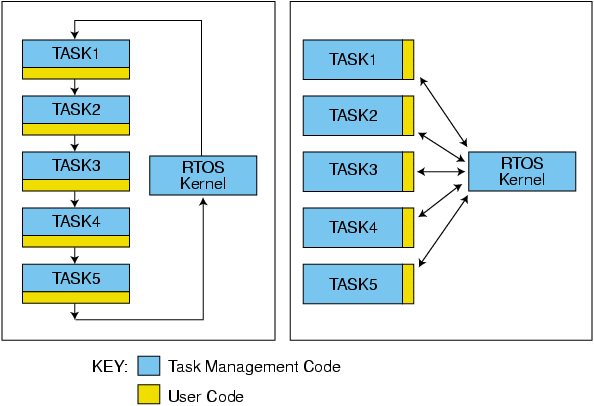 TASK1
TASK2
TASK3
TASK4
TASK5
RTOS
Kernel
TASK1
TASK2
TASK3
TASK4
TASK5
RTOS
Kernel
KEY:
Task Management Code
User Code